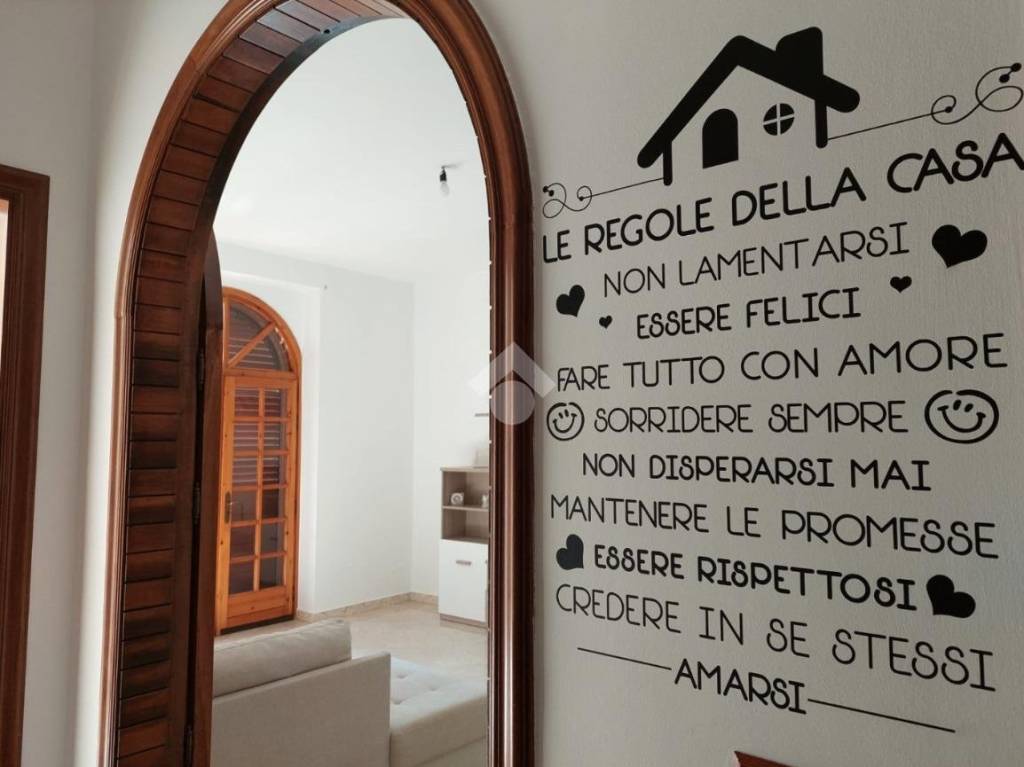 LE REGOLE DELLA CASA
NON LAMENTARSI
ESSERE FELICI
FARE TUTTO CON AMORE
SORRIDERE SEMPRE
NON DISPERARSI MAI
MANTENERE LE PROMESSE
ESSERE RISPETTOSI
CREDERE IN SE STESSI
AMARSI